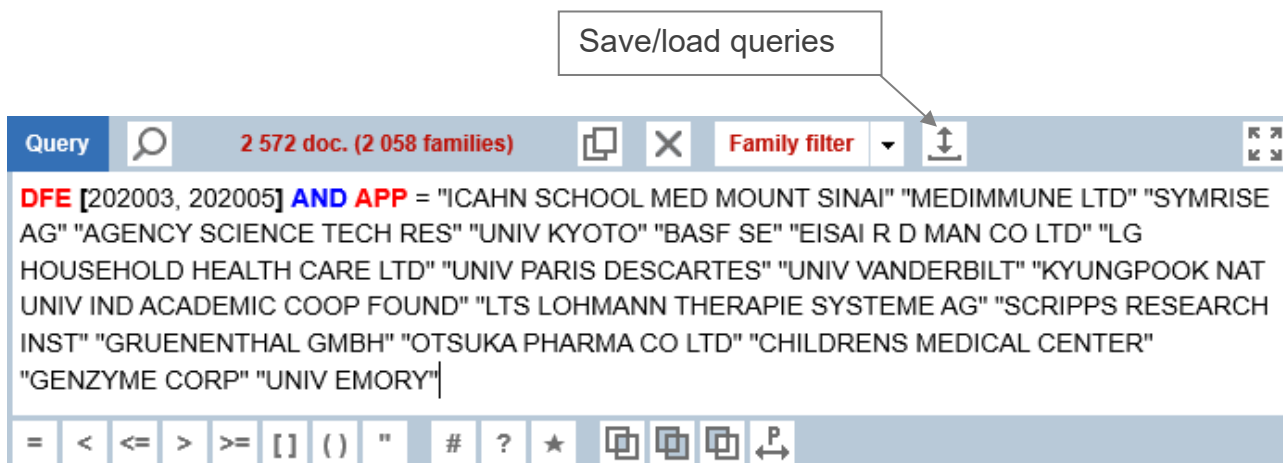 Save/load queries
Query 2 572 doc. (2 058 families) Family filter
DFE [202003, 202005] AND APP = "ICAHN SCHOOL MED MOUNT SINAI" "MEDIMMUNE LTD" "SYMRISE
AG" "AGENCY SCIENCE TECH RES" "UNIV KYOTO" "BASF SE" "EISAI R D MAN CO LTD" "LG
HOUSEHOLD HEALTH CARE LTD" "UNIV PARIS DESCARTES" "UNIV VANDERBILT" "KYUNGPOOK NAT
UNIV IND ACADEMIC COOP FOUND" "LTS LOHMANN THERAPIE SYSTEME AG" "SCRIPPS RESEARCH
INST" "GRUENENTHAL GMBH" "OTSUKA PHARMA CO LTD" "CHILDRENS MEDICAL CENTER"
"GENZYME CORP" "UNIV EMORY"
= < <= > >= [ ] ( ) " # ? ★ P